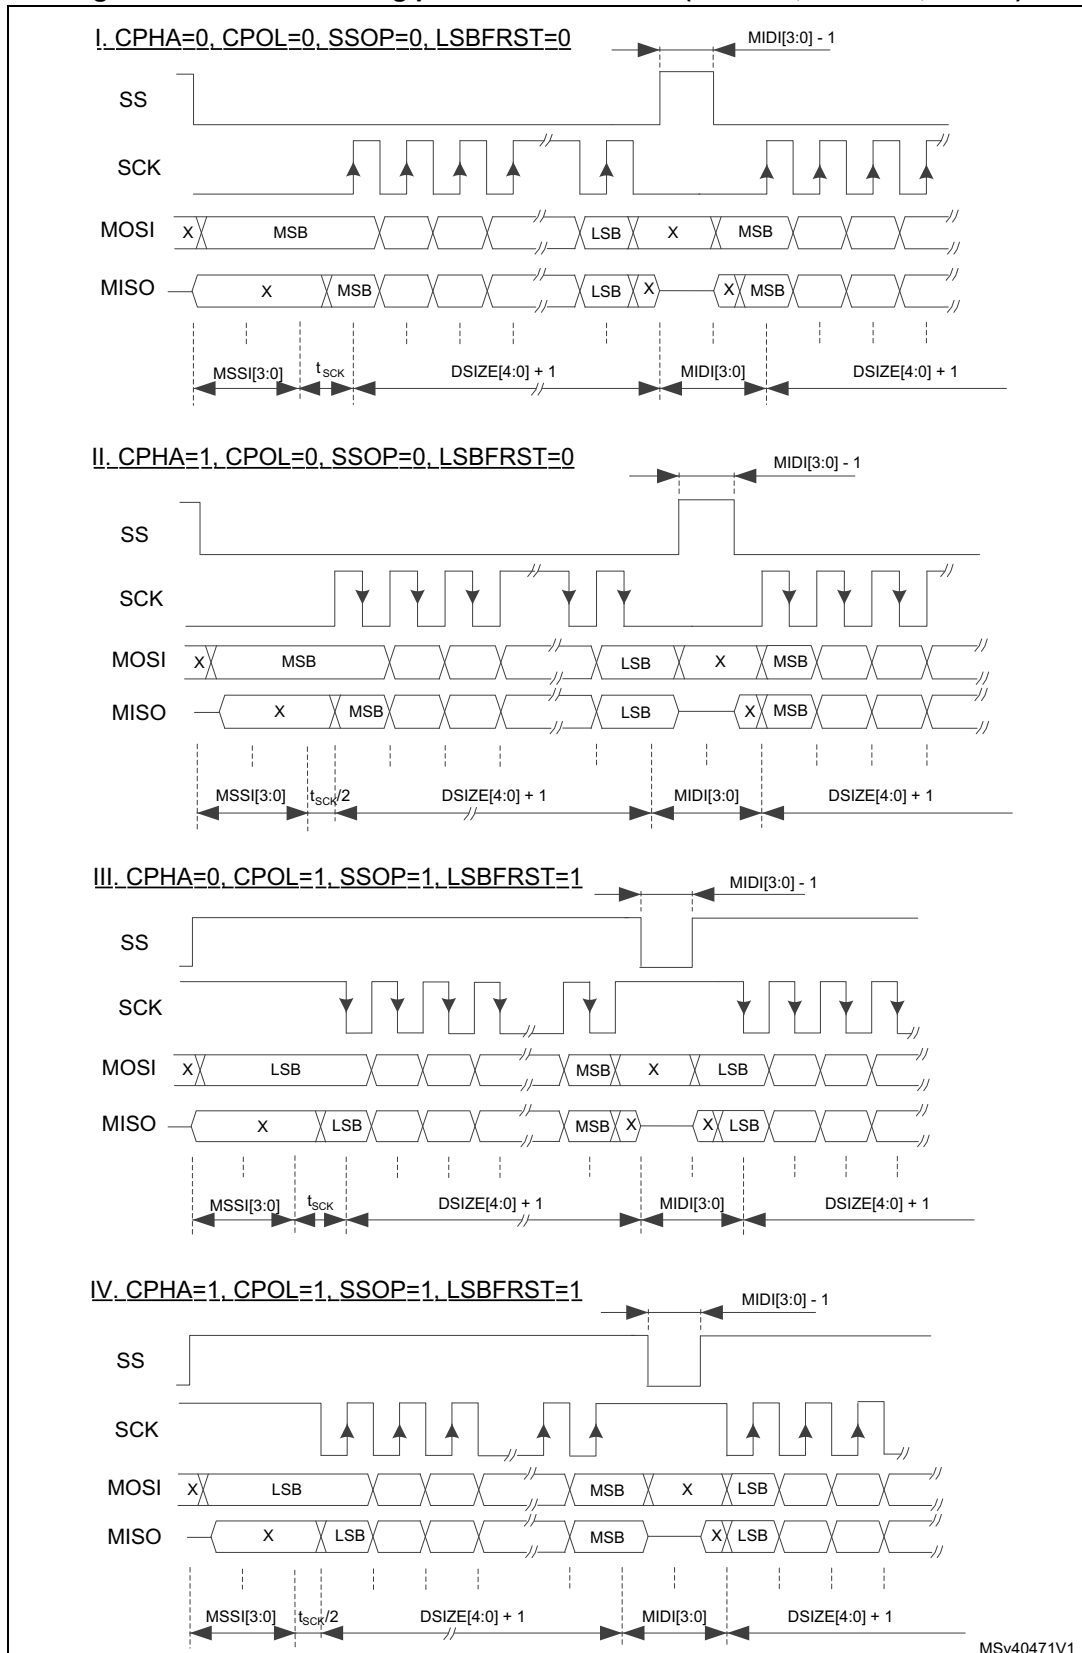 I. CPHA=0, CPOL=0, SSOP=0, LSBFRST=0
MIDI[3:0] - 1
SS
SCK
MOSI X MSB LSB X MSB
MISO X MSB LSB X X MSB
MSSI[3:0] tSCK DSIZE[4:0] + 1 MIDI[3:0] DSIZE[4:0] + 1
II. CPHA=1, CPOL=0, SSOP=0, LSBFRST=0
MIDI[3:0] - 1
SS
SCK
MOSI X MSB LSB X MSB
MISO X MSB LSB X MSB
MSSI[3:0] tSCK/2 DSIZE[4:0] + 1 MIDI[3:0] DSIZE[4:0] + 1
III. CPHA=0, CPOL=1, SSOP=1, LSBFRST=1
MIDI[3:0] - 1
SS
SCK
MOSI X LSB MSB X LSB
MISO X LSB MSB X X LSB
MSSI[3:0] tSCK DSIZE[4:0] + 1 MIDI[3:0] DSIZE[4:0] + 1
IV. CPHA=1, CPOL=1, SSOP=1, LSBFRST=1
MIDI[3:0] - 1
SS
SCK
MOSI X LSB MSB X LSB
MISO X LSB MSB X LSB
MSSI[3:0] tSCK/2 DSIZE[4:0] + 1 MIDI[3:0] DSIZE[4:0] + 1
MSv40471V1